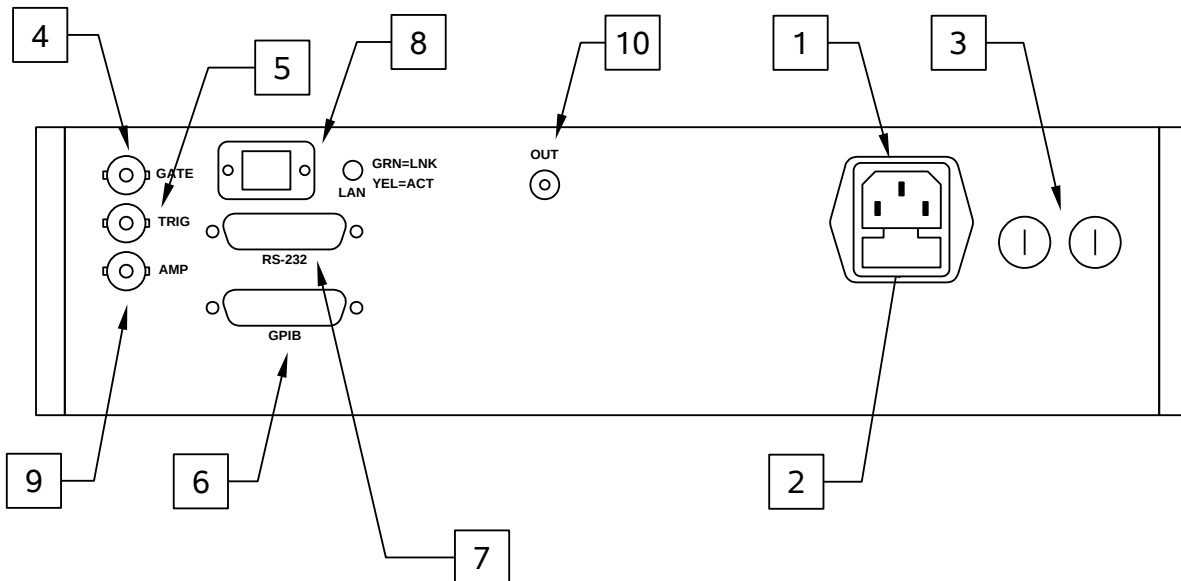 4
5
8
10
1
3
GATE
TRIG
AMP
GRN=LNK
YEL=ACT
LAN
RS-232
GPIB
OUT
9
6
7
2